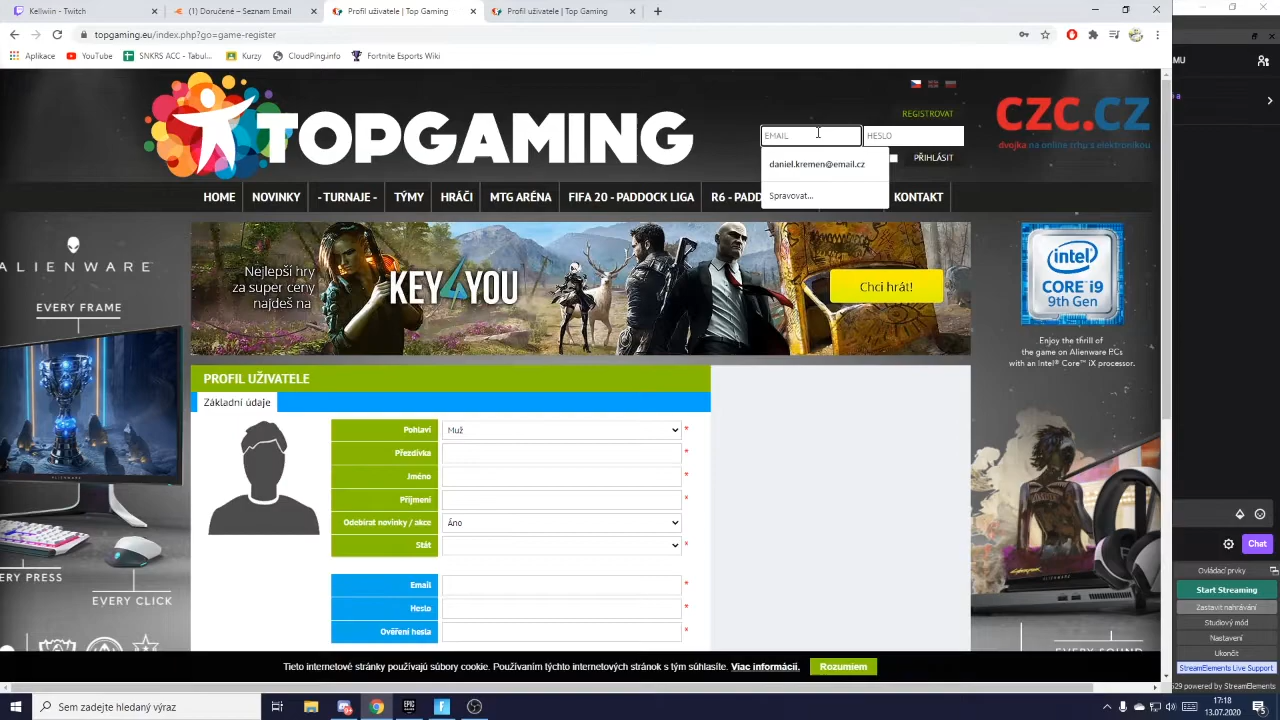 Kellwiin - Twitch
(1) Doručené – Seznam Email
Profil uživatele | Top Gaming
Profil uživatele | Top Gaming
topgaming.eu/index.php?go=game-register
Aplikace
YouTube
SNKRS ACC - Tabul...
Kurzy
CloudPing.info
Fortnite Esports Wiki
TOPGAMING
REGISTROVAT
EMAIL
HESLO
daniel.kremen@email.cz
Spravovat...
PŘIHLÁSIT
CZC.CZ
dvojka na online trhu s elektronikou
HOME
NOVINKY
- TURNAJE -
TÝMY
HRÁČI
MTG ARÉNA
FIFA 20 - PADDOCK LIGA
R6 - PADD
KONTAKT
ALIENWARE
EVERY FRAME
Nejlepší hry
za super ceny
najdeš na
KEY4YOU
Chci hrát!
intel
CORE i9
9th Gen
Enjoy the thrill of
the game on Alienware PCs
with an Intel® Core™ iX processor.
PROFIL UŽIVATELE
Základní údaje
Pohlaví
Muž
*
Přezdívka
*
Jméno
*
Příjmení
*
Odebírat novinky / akce
Áno
Stát
*
Email
*
Heslo
*
Ověření hesla
*
EVERY PRESS
EVERY CLICK
EVERY SOUND
Tieto internetové stránky používajú súbory cookie. Používaním týchto internetových stránok s tým súhlasíte. Viac informácií.
Rozumiem
MU
Chat
Ovládací prvky
Start Streaming
Zastavit nahrávání
Studiový mód
Nastavení
Ukončit
StreamElements Live Support
529 powered by StreamElements
Sem zadejte hledaný výraz
17:18
13.07.2020